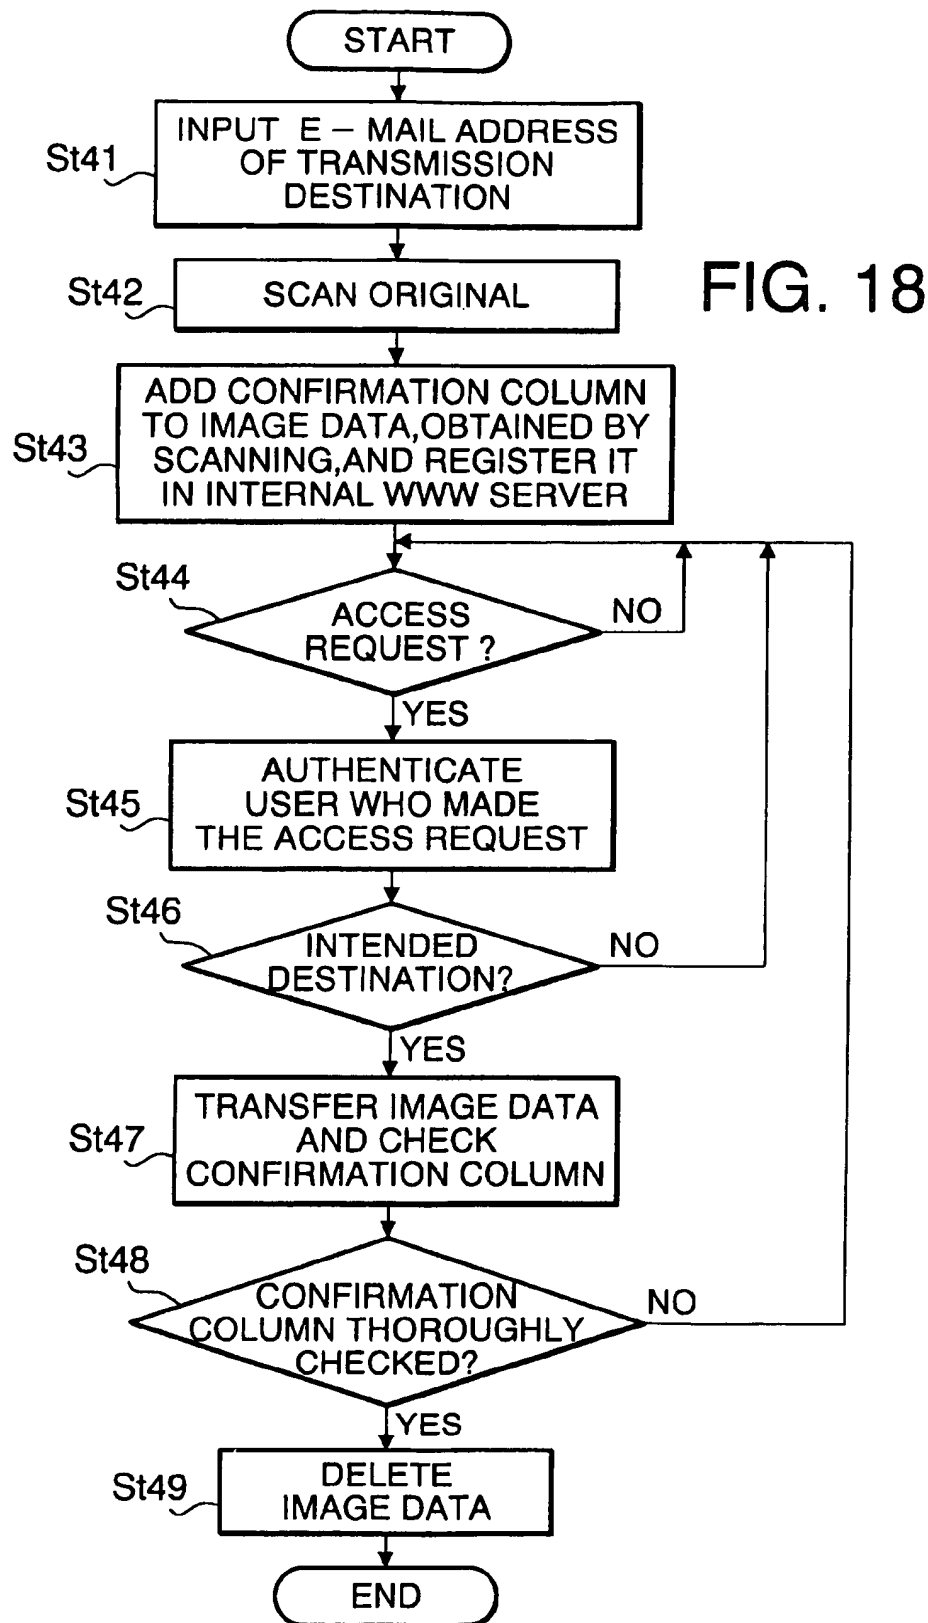 START
St41
INPUT E – MAIL ADDRESS
OF TRANSMISSION
DESTINATION
St42
SCAN ORIGINAL
FIG. 18
St43
ADD CONFIRMATION COLUMN
TO IMAGE DATA,OBTAINED BY
SCANNING,AND REGISTER IT
IN INTERNAL WWW SERVER
St44
ACCESS
REQUEST ?
NO
YES
St45
AUTHENTICATE
USER WHO MADE
THE ACCESS REQUEST
St46
INTENDED
DESTINATION?
NO
YES
St47
TRANSFER IMAGE DATA
AND CHECK
CONFIRMATION COLUMN
St48
CONFIRMATION
COLUMN THOROUGHLY
CHECKED?
NO
YES
St49
DELETE
IMAGE DATA
END